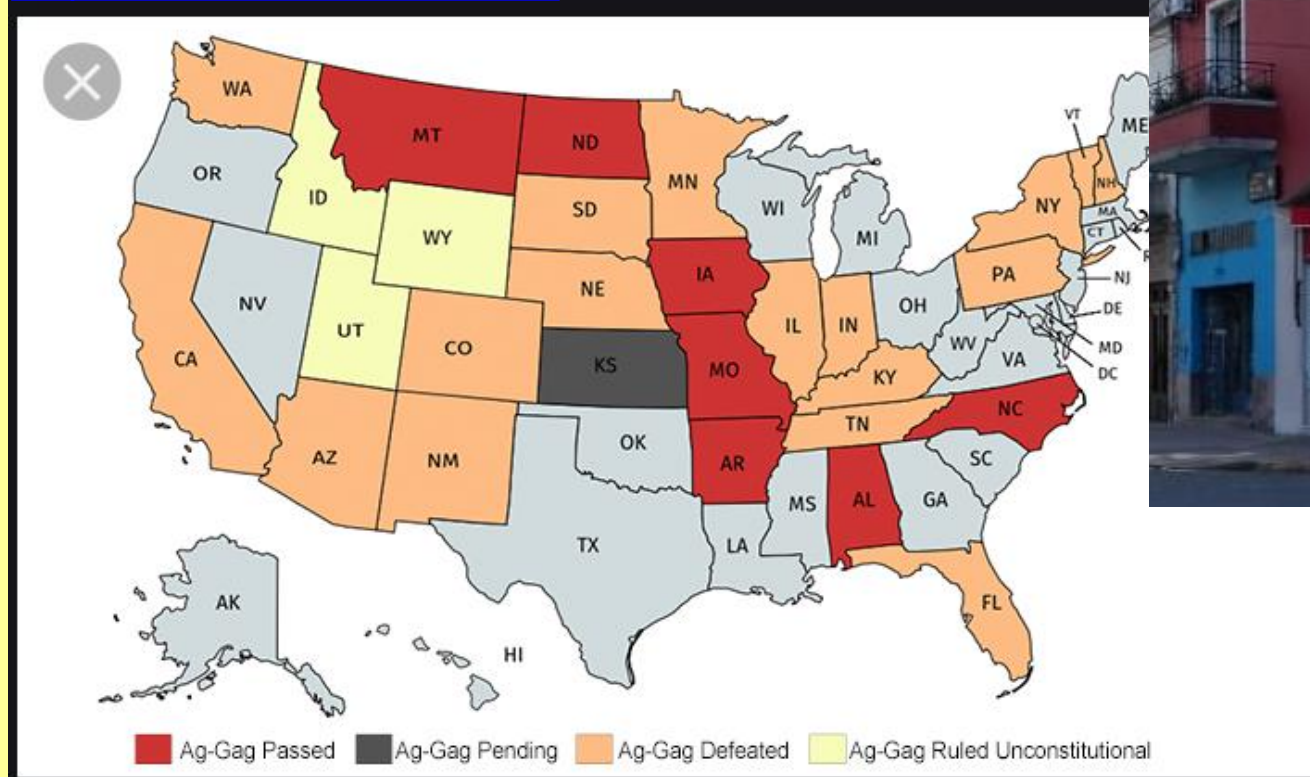 WA
MT
ND
MN
OR
ID
WY
SD
WI
MI
VT
ME
NH
NY
MA
CT
NV
UT
CO
NE
IA
IL
IN
OH
PA
NJ
DE
MD
DC
WV
VA
CA
KS
MO
KY
NC
TN
AZ
NM
OK
AR
SC
MS
AL
GA
TX
LA
FL
AK
HI
Ag-Gag Passed
Ag-Gag Pending
Ag-Gag Defeated
Ag-Gag Ruled Unconstitutional